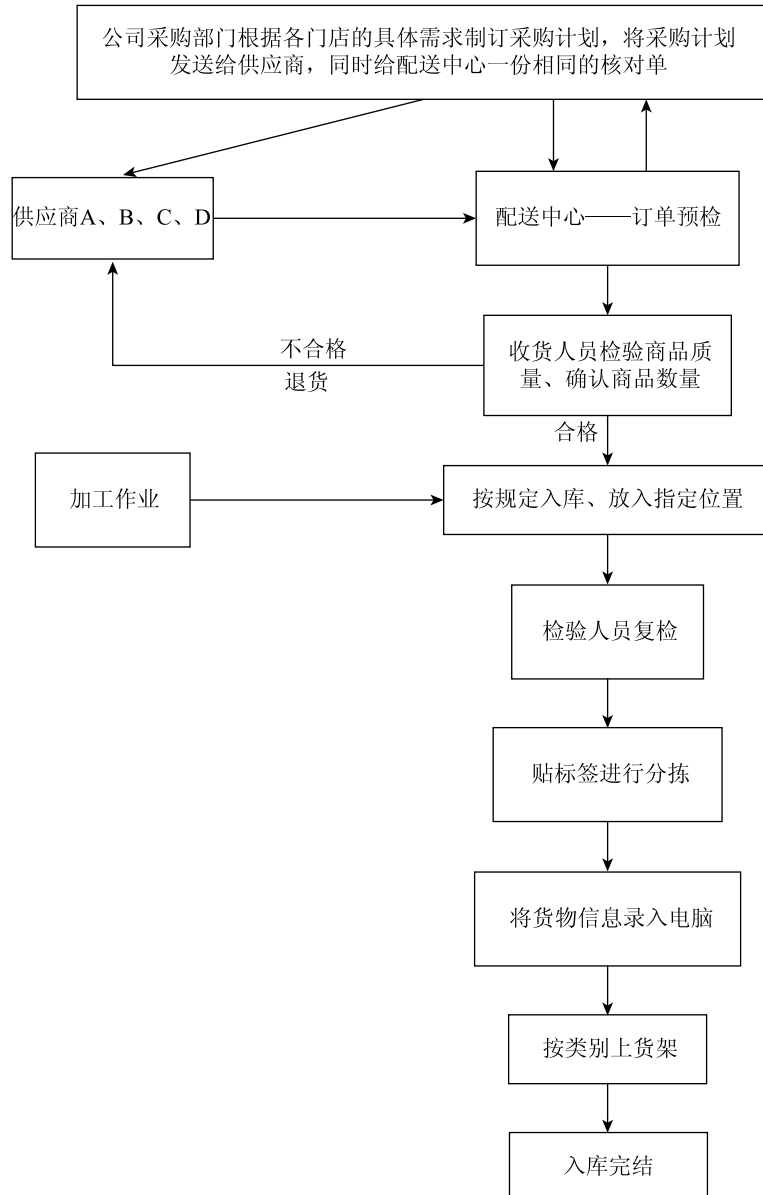 公司采购部门根据各门店的具体需求制订采购计划，将采购计划
发送给供应商，同时给配送中心一份相同的核对单
供应商A、B、C、D
配送中心——订单预检
不合格
退货
收货人员检验商品质
量、确认商品数量
合格
加工作业
按规定入库、放入指定位置
检验人员复检
贴标签进行分拣
将货物信息录入电脑
按类别上货架
入库完结